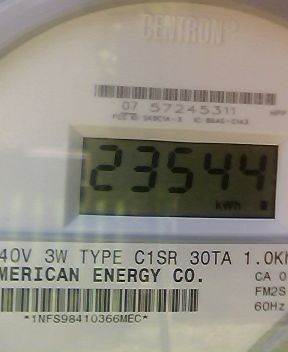 CENTRON
07 57245311
23544
kWh
40V 3W TYPE C1SR 30TA 1.0K
MERICAN ENERGY CO.
CA 0
FM2S
60Hz
*1NFS98410366MEC*